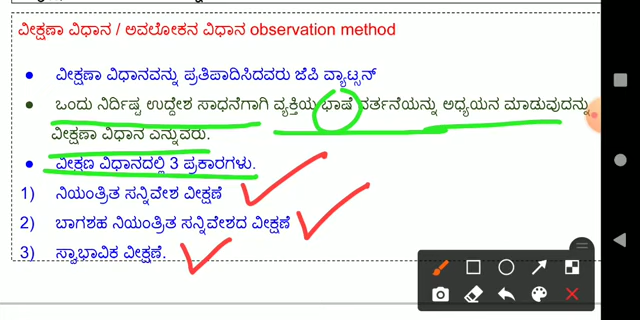 ವೀಕ್ಷಣಾ ವಿಧಾನ / ಅವಲೋಕನ ವಿಧಾನ observation method
● ವೀಕ್ಷಣಾ ವಿಧಾನವನ್ನು ಪ್ರತಿಪಾದಿಸಿದವರು ಜೆಪಿ ವ್ಯಾಟ್ಸನ್
● ಒಂದು ನಿರ್ದಿಷ್ಟ ಉದ್ದೇಶ ಸಾಧನೆಗಾಗಿ ವ್ಯಕ್ತಿಯ ಭಾಷೆ ವರ್ತನೆಯನ್ನು ಅಧ್ಯಯನ ಮಾಡುವುದನ್ನು
ವೀಕ್ಷಣಾ ವಿಧಾನ ಎನ್ನುವರು.
● ವೀಕ್ಷಣ ವಿಧಾನದಲ್ಲಿ 3 ಪ್ರಕಾರಗಳು.
1) ನಿಯಂತ್ರಿತ ಸನ್ನಿವೇಶ ವೀಕ್ಷಣೆ
2) ಬಾಗಶಹ ನಿಯಂತ್ರಿತ ಸನ್ನಿವೇಶದ ವೀಕ್ಷಣೆ
3) ಸ್ವಾಭಾವಿಕ ವೀಕ್ಷಣೆ.